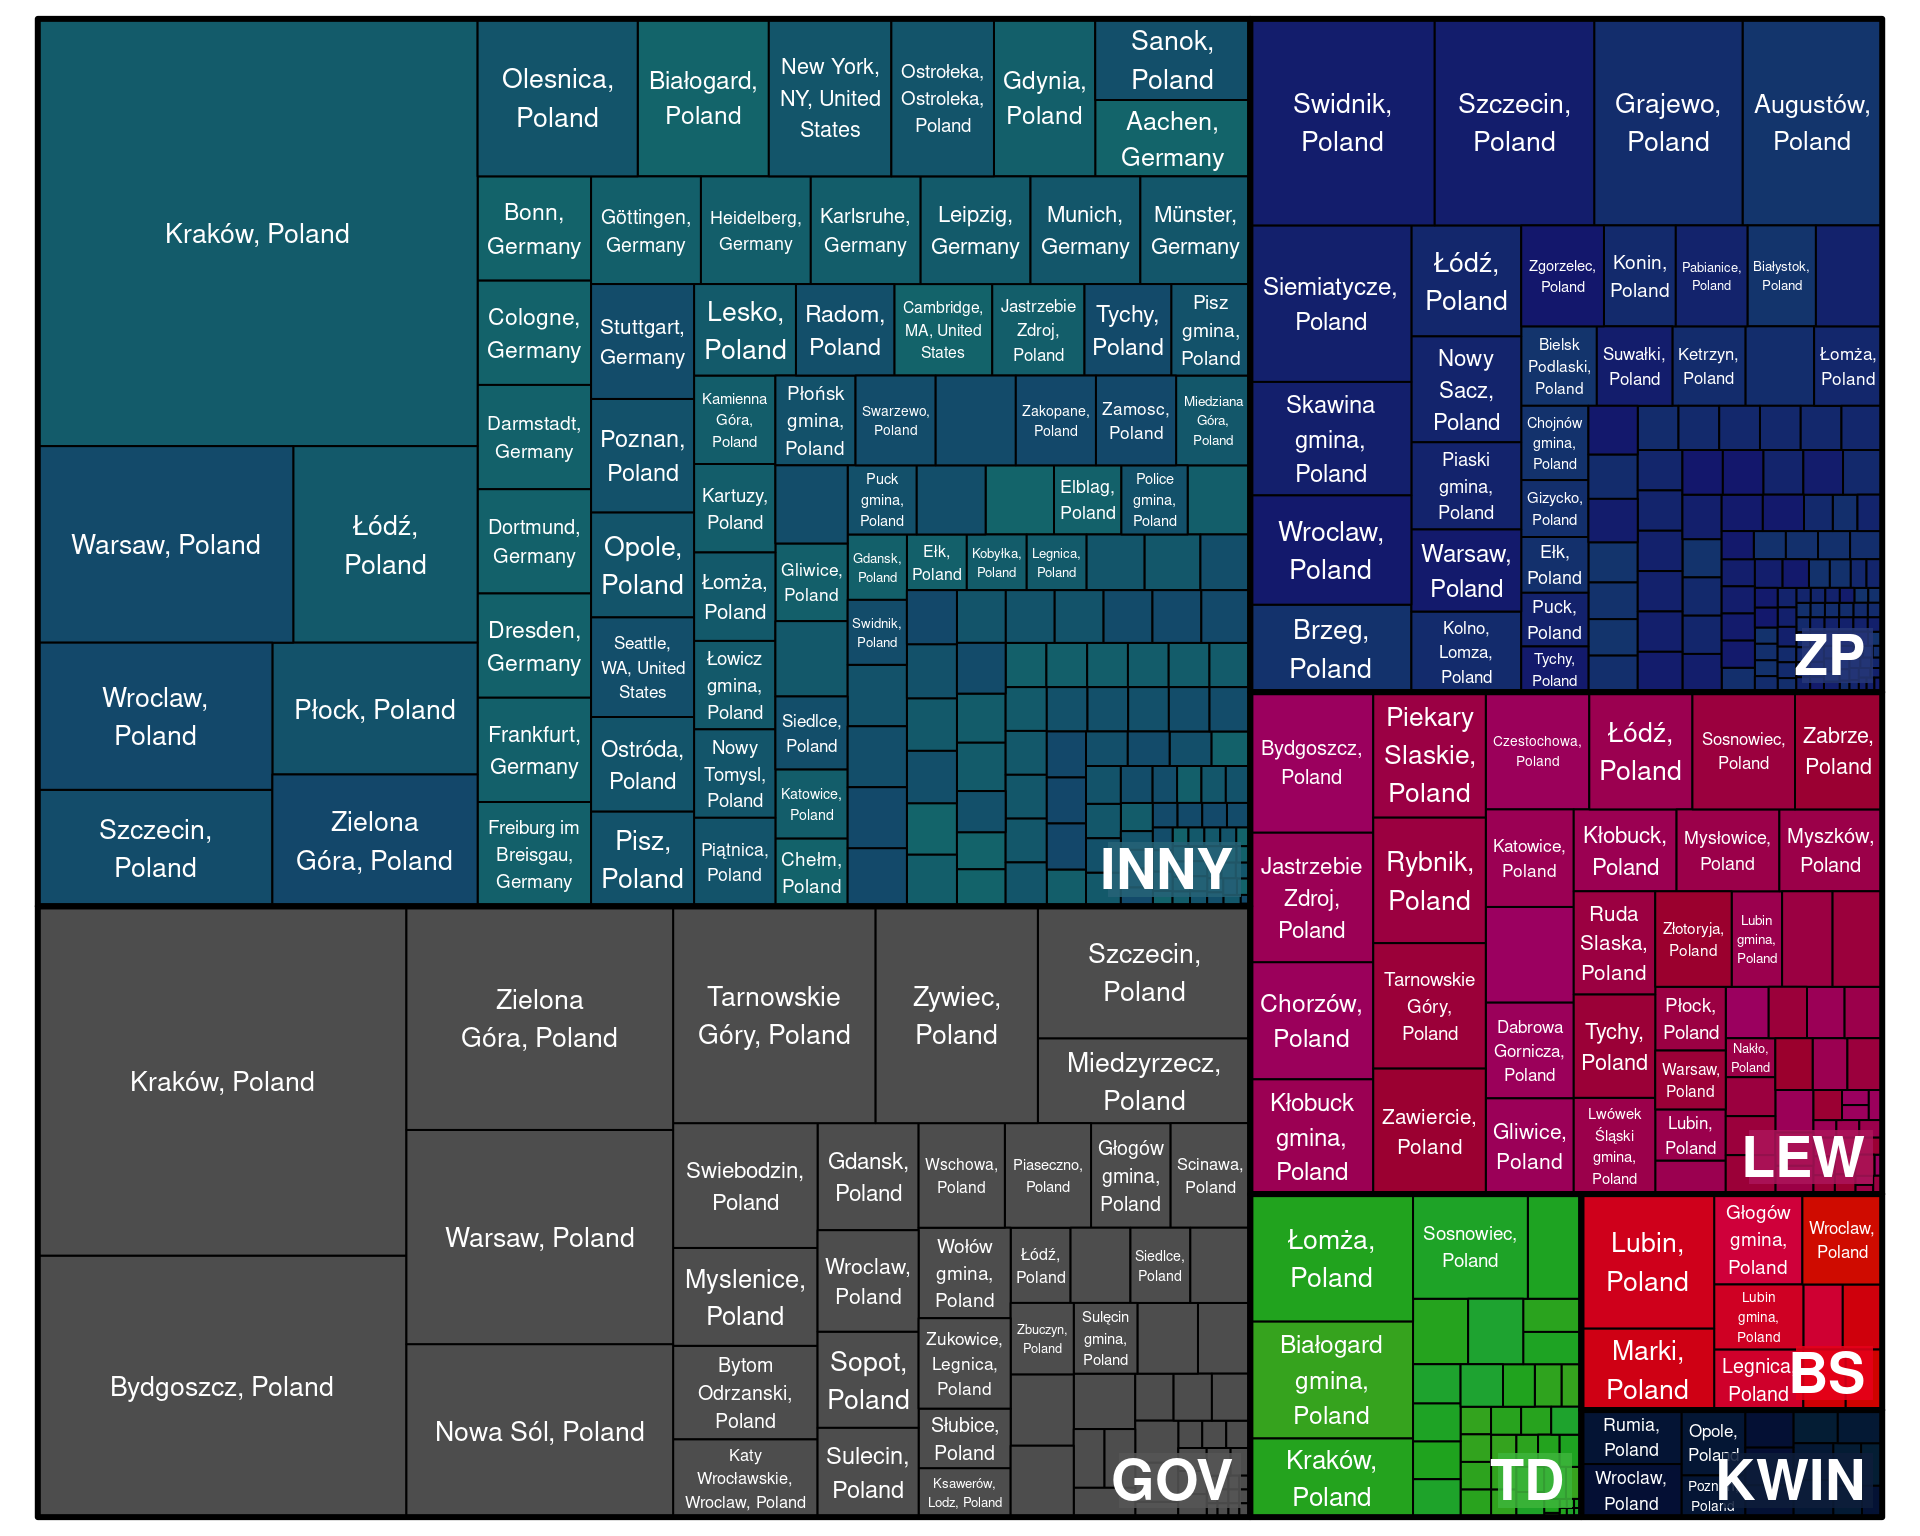 Kraków, Poland
Warsaw, Poland
Łódź,
Poland
Wroclaw,
Poland
Płock, Poland
Szczecin,
Poland
Zielona
Góra, Poland
Olesnica,
Poland
Białogard,
Poland
New York,
NY, United
States
Ostrołeka,
Ostroleka,
Poland
Gdynia,
Poland
Sanok,
Poland
Aachen,
Germany
Bonn,
Germany
Göttingen,
Germany
Heidelberg,
Germany
Karlsruhe,
Germany
Leipzig,
Germany
Munich,
Germany
Münster,
Germany
Cologne,
Germany
Darmstadt,
Germany
Dortmund,
Germany
Dresden,
Germany
Frankfurt,
Germany
Freiburg im
Breisgau,
Germany
Stuttgart,
Germany
Poznan,
Poland
Opole,
Poland
Seattle,
WA, United
States
Ostróda,
Poland
Pisz,
Poland
Lesko,
Poland
Radom,
Poland
Cambridge,
MA, United
States
Jastrzebie
Zdroj,
Poland
Tychy,
Poland
Pisz
gmina,
Poland
Kamienna
Góra,
Poland
Kartuzy,
Poland
Łomża,
Poland
Łowicz
gmina,
Poland
Nowy
Tomysl,
Poland
Piątnica,
Poland
Płońsk
gmina,
Poland
Swarzewo,
Poland
Zakopane,
Poland
Zamosc,
Poland
Miedziana
Góra,
Poland
Gliwice,
Poland
Siedlce,
Poland
Katowice,
Poland
Chełm,
Poland
Puck
gmina,
Poland
Elblag,
Poland
Police
gmina,
Poland
Gdansk,
Poland
Swidnik,
Poland
Ełk,
Poland
Kobyłka,
Poland
Legnica,
Poland
INNY
Swidnik,
Poland
Szczecin,
Poland
Grajewo,
Poland
Augustów,
Poland
Siemiatycze,
Poland
Skawina
gmina,
Poland
Wroclaw,
Poland
Brzeg,
Poland
Łódź,
Poland
Nowy
Sacz,
Poland
Piaski
gmina,
Poland
Warsaw,
Poland
Kolno,
Lomza,
Poland
Zgorzelec,
Poland
Konin,
Poland
Pabianice,
Poland
Białystok,
Poland
Bielsk
Podlaski,
Poland
Suwałki,
Poland
Ketrzyn,
Poland
Łomża,
Poland
Chojnów
gmina,
Poland
Gizycko,
Poland
Ełk,
Poland
Puck,
Poland
Tychy,
Poland
ZP
Bydgoszcz,
Poland
Jastrzebie
Zdroj,
Poland
Chorzów,
Poland
Kłobuck
gmina,
Poland
Piekary
Slaskie,
Poland
Rybnik,
Poland
Tarnowskie
Góry,
Poland
Zawiercie,
Poland
Czestochowa,
Poland
Łódź,
Poland
Sosnowiec,
Poland
Zabrze,
Poland
Katowice,
Poland
Dabrowa
Gornicza,
Poland
Gliwice,
Poland
Kłobuck,
Poland
Mysłowice,
Poland
Myszków,
Poland
Ruda
Slaska,
Poland
Tychy,
Poland
Lwówek
Śląski
gmina,
Poland
Złotoryja,
Poland
Lubin
gmina,
Poland
Płock,
Poland
Warsaw,
Poland
Lubin,
Poland
Nakło,
Poland
LEW
Kraków, Poland
Bydgoszcz, Poland
Zielona
Góra, Poland
Warsaw, Poland
Nowa Sól, Poland
Tarnowskie
Góry, Poland
Zywiec,
Poland
Szczecin,
Poland
Miedzyrzecz,
Poland
Swiebodzin,
Poland
Myslenice,
Poland
Bytom
Odrzanski,
Poland
Katy
Wrocławskie,
Wroclaw, Poland
Gdansk,
Poland
Wroclaw,
Poland
Sopot,
Poland
Sulecin,
Poland
Wschowa,
Poland
Piaseczno,
Poland
Głogów
gmina,
Poland
Scinawa,
Poland
Wołów
gmina,
Poland
Zukowice,
Legnica,
Poland
Słubice,
Poland
Ksawerów,
Lodz, Poland
Łódź,
Poland
Siedlce,
Poland
Zbuczyn,
Poland
Sulęcin
gmina,
Poland
GOV
Łomża,
Poland
Białogard
gmina,
Poland
Kraków,
Poland
Sosnowiec,
Poland
TD
Lubin,
Poland
Marki,
Poland
Głogów
gmina,
Poland
Wroclaw,
Poland
Lubin
gmina,
Poland
Legnica
Poland
BS
Rumia,
Poland
Wroclaw,
Poland
Opole,
Poland
Pozn
Poland
KWIN